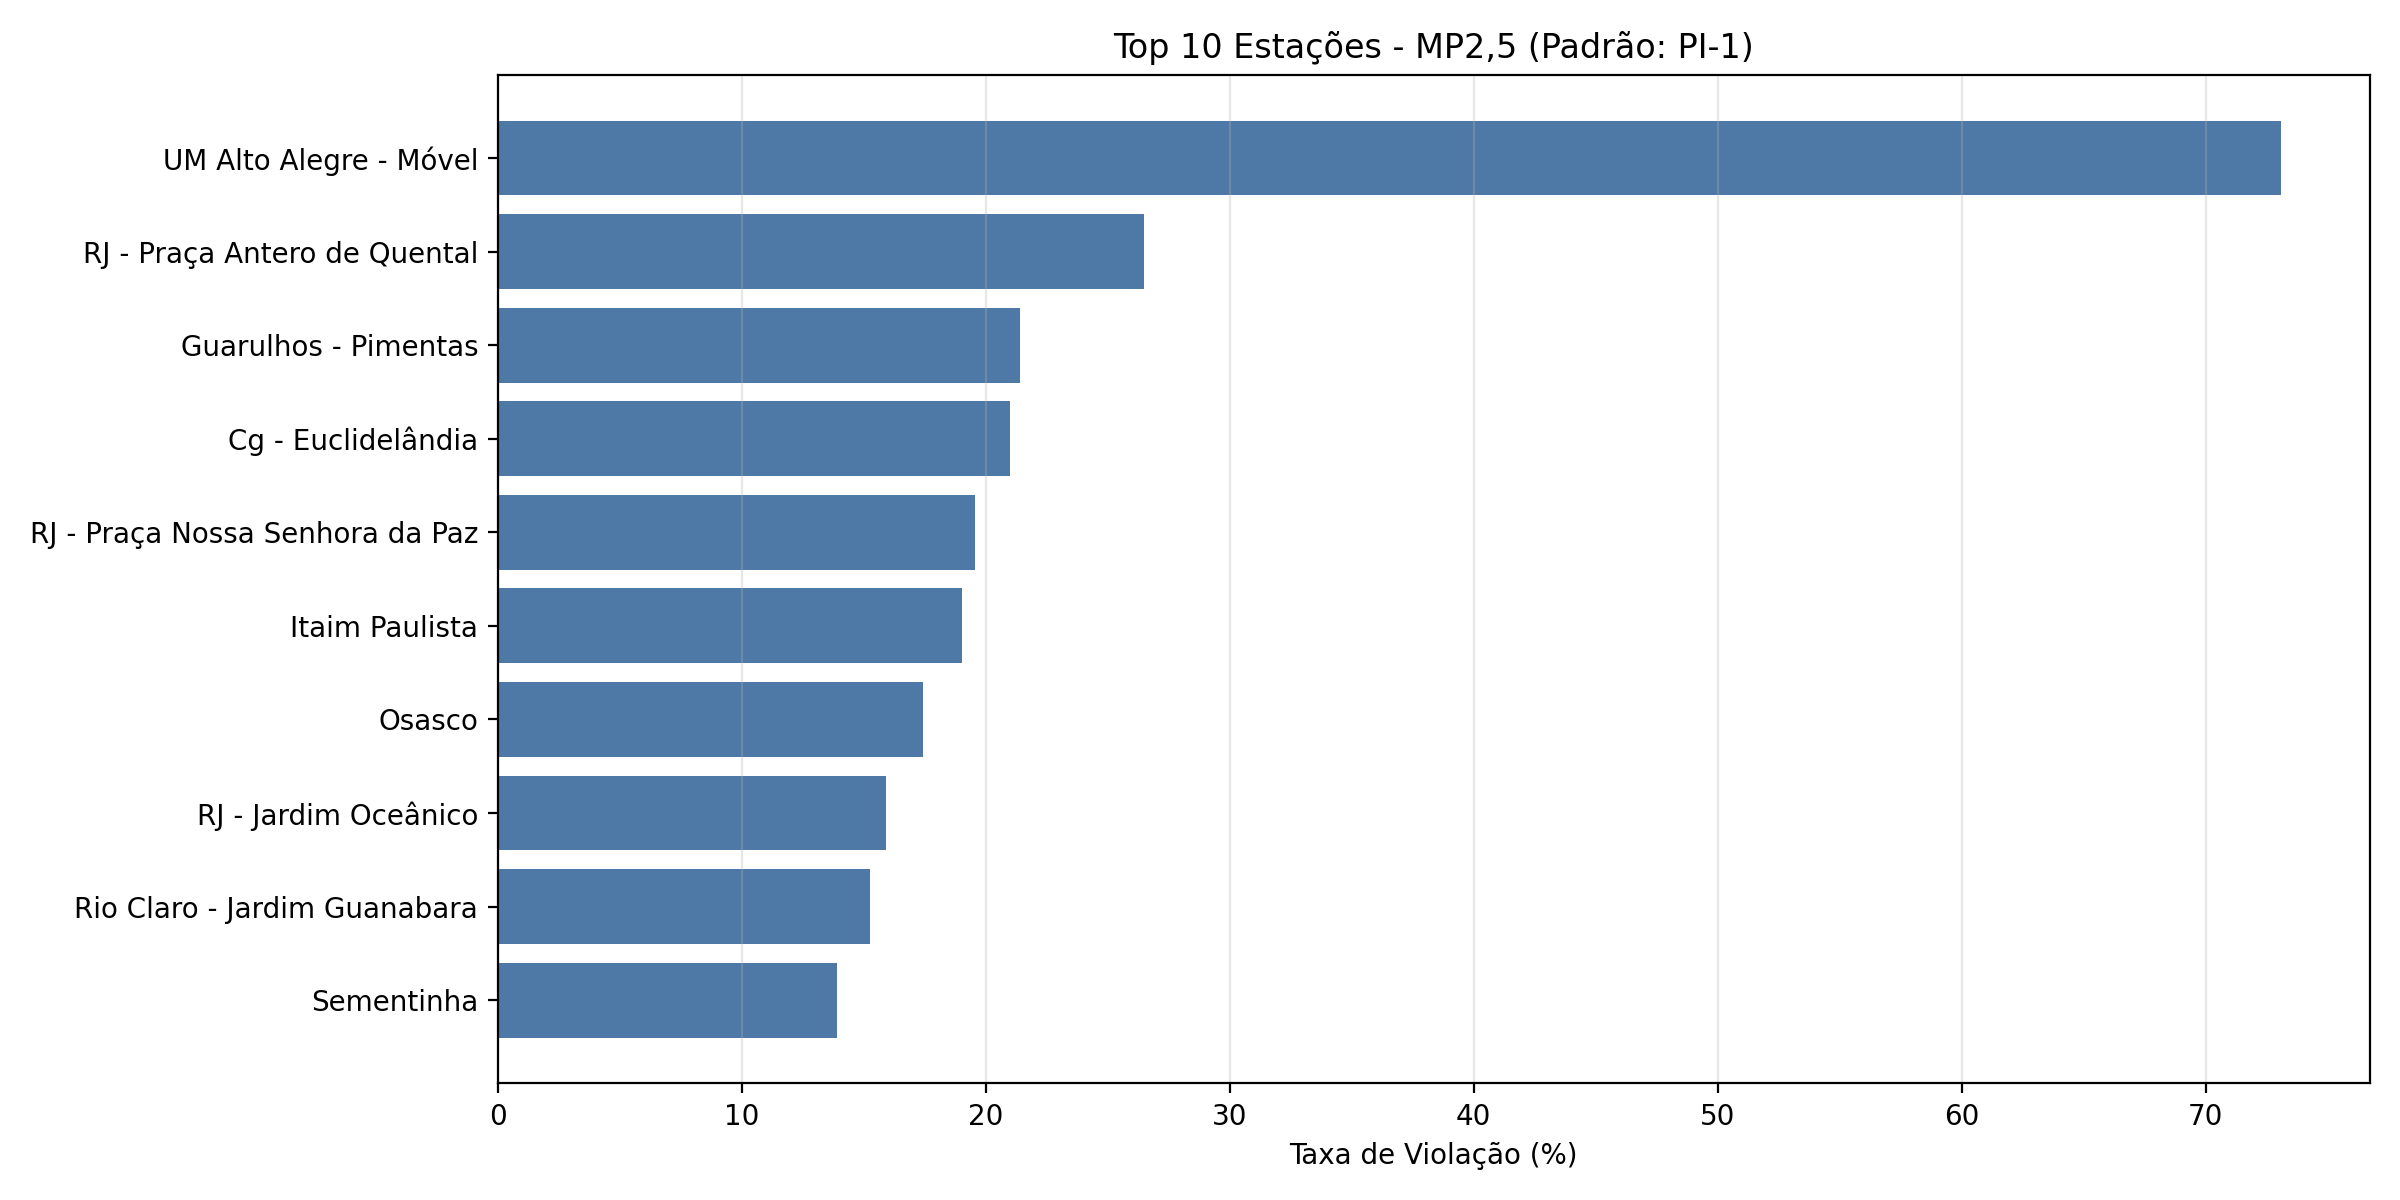 Top 10 Estações - MP2,5 (Padrão: PI-1)
UM Alto Alegre - Móvel
RJ - Praça Antero de Quental
Guarulhos - Pimentas
Cg - Euclidelândia
RJ - Praça Nossa Senhora da Paz
Itaim Paulista
Osasco
RJ - Jardim Oceânico
Rio Claro - Jardim Guanabara
Sementinha
0 10 20 30 40 50 60 70
Taxa de Violação (%)